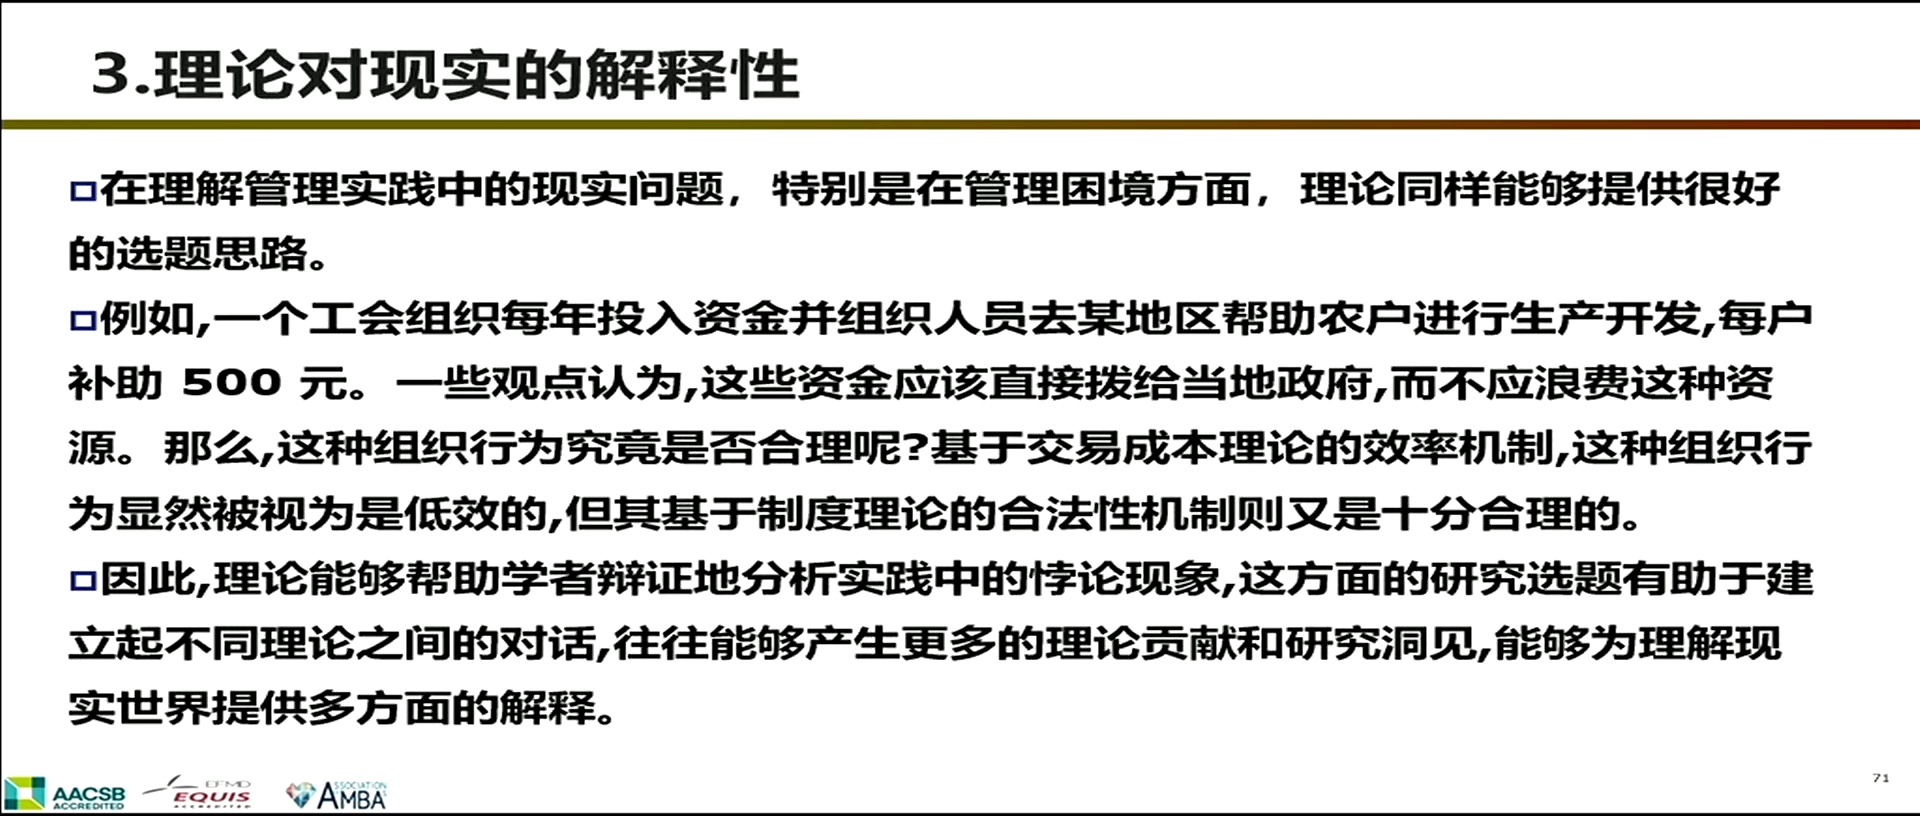 3.理论对现实的解释性
在理解管理实践中的现实问题，特别是在管理困境方面，理论同样能够提供很好
的选题思路。
例如,一个工会组织每年投入资金并组织人员去某地区帮助农户进行生产开发,每户
补助 500 元。一些观点认为,这些资金应该直接拨给当地政府,而不应浪费这种资
源。那么,这种组织行为究竟是否合理呢?基于交易成本理论的效率机制,这种组织行
为显然被视为是低效的,但其基于制度理论的合法性机制则又是十分合理的。
因此,理论能够帮助学者辩证地分析实践中的悖论现象,这方面的研究选题有助于建
立起不同理论之间的对话,往往能够产生更多的理论贡献和研究洞见,能够为理解现
实世界提供多方面的解释。
AACSB
ACCREDITED
EFMD
EQUIS
ACCREDITED
ASSOCIATION
AMBA
71